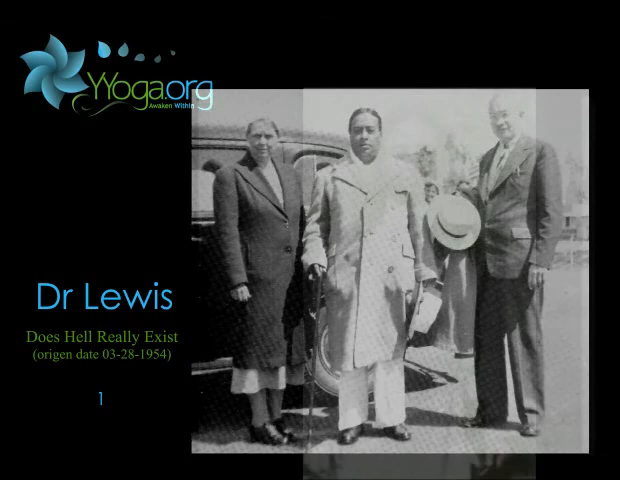 YYoga.org
Awaken Within
Dr Lewis
Does Hell Really Exist
(origen date 03-28-1954)
1